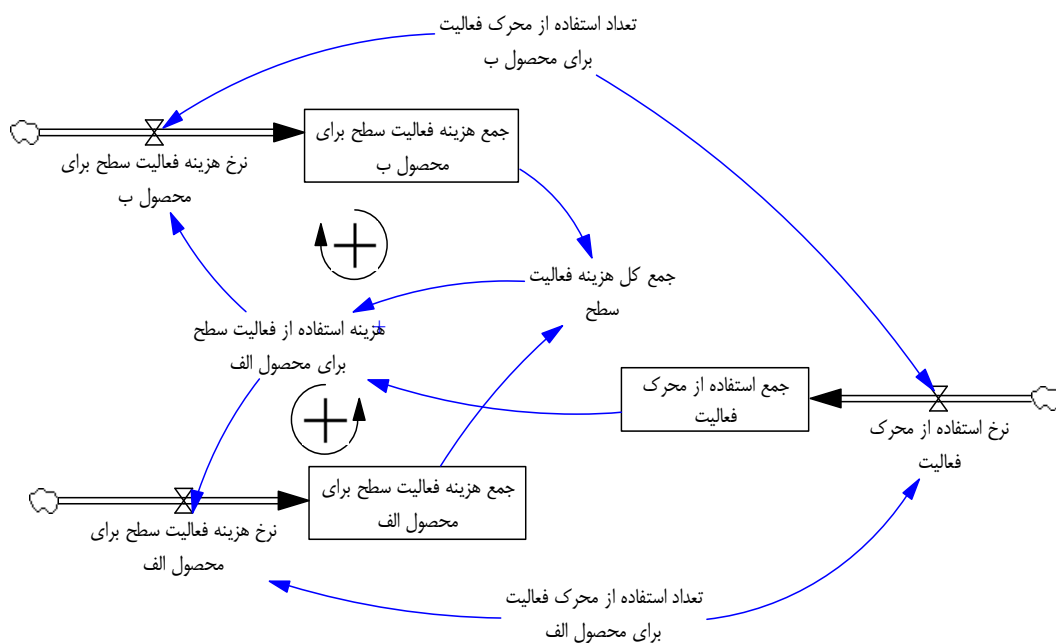 تعداد استفاده از محرک فعالیت
برای محصول ب
جمع هزینه فعالیت سطح برای
محصول ب
نرخ هزینه فعالیت سطح برای
محصول ب
جمع کل هزینه فعالیت
سطح
هزینه استفاده از فعالیت سطح
برای محصول الف
جمع استفاده از محرک
فعالیت
نرخ استفاده از محرک
فعالیت
جمع هزینه فعالیت سطح برای
محصول الف
نرخ هزینه فعالیت سطح برای
محصول الف
تعداد استفاده از محرک فعالیت
برای محصول الف